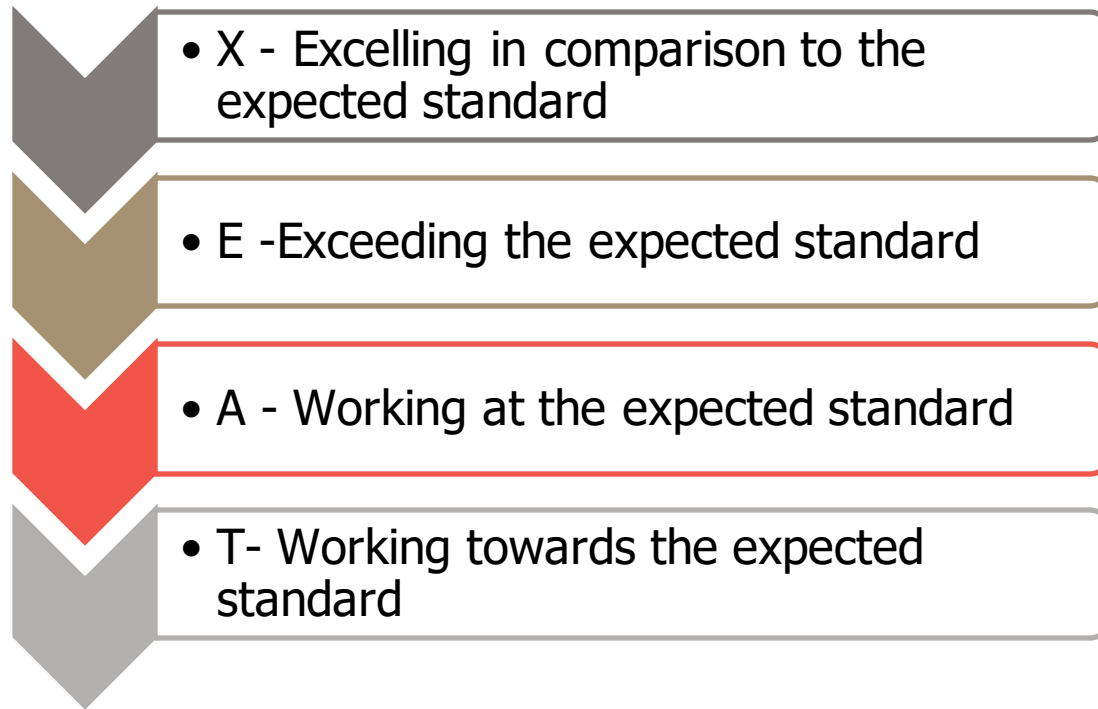 • X - Excelling in comparison to the
expected standard
• E -Exceeding the expected standard
• A - Working at the expected standard
• T- Working towards the expected
standard